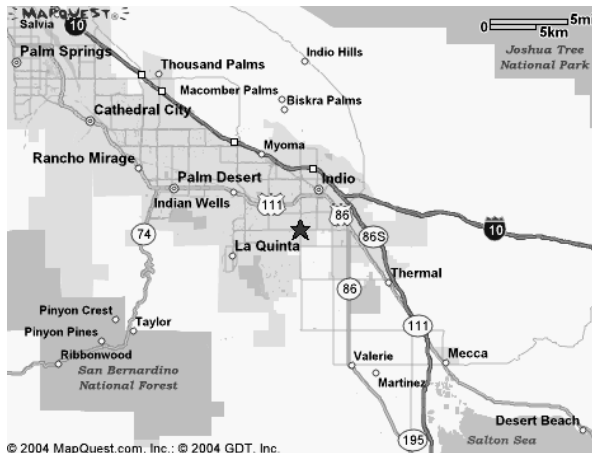 MAPQUEST®
10
Salvia
Palm Springs
Thousand Palms
Indio Hills
5mi
5km
Joshua Tree
National Park
Macomber Palms
Biskra Palms
Cathedral City
Myoma
Rancho Mirage
Palm Desert
Indio
Indian Wells
111
86
74
86S
10
La Quinta
Thermal
86
Pinyon Crest
Taylor
111
Pinyon Pines
Ribbonwood
Valerie
Mecca
San Bernardino
National Forest
Martinez
Desert Beach
195
Salton Sea
© 2004 MapQuest.com, Inc.; © 2004 GDT, Inc.